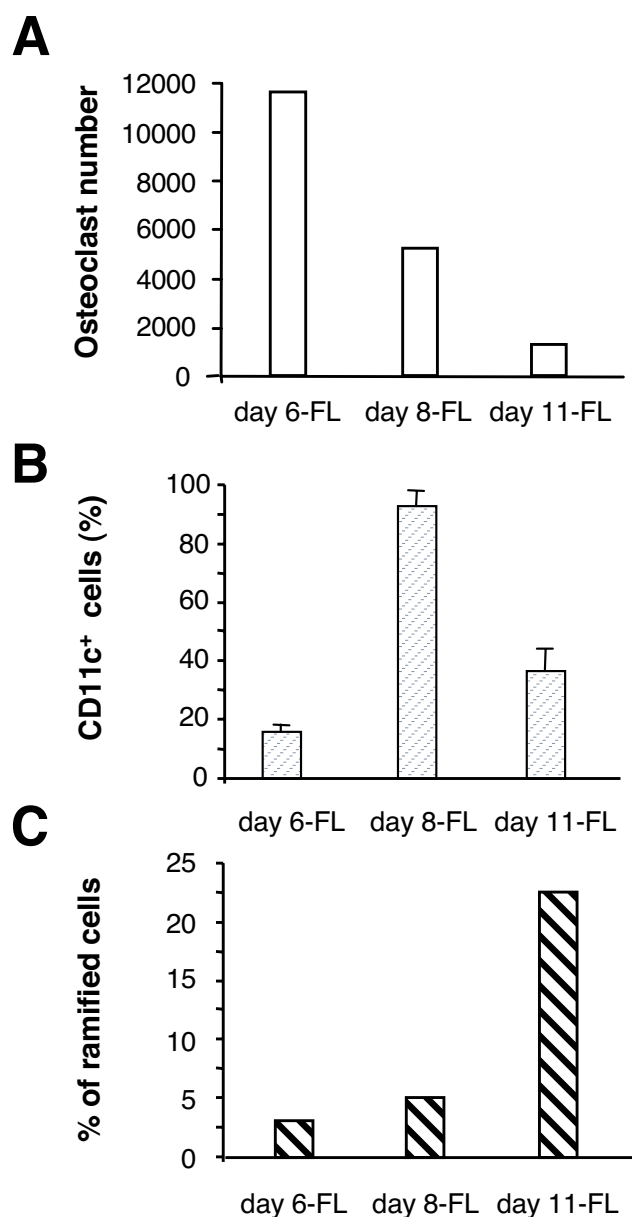 A
Osteoclast number
12000
10000
8000
6000
4000
2000
0
day 6-FL day 8-FL day 11-FL
B
CD11c⁺ cells (%)
100
80
60
40
20
0
day 6-FL day 8-FL day 11-FL
C
% of ramified cells
25
20
15
10
5
0
day 6-FL day 8-FL day 11-FL